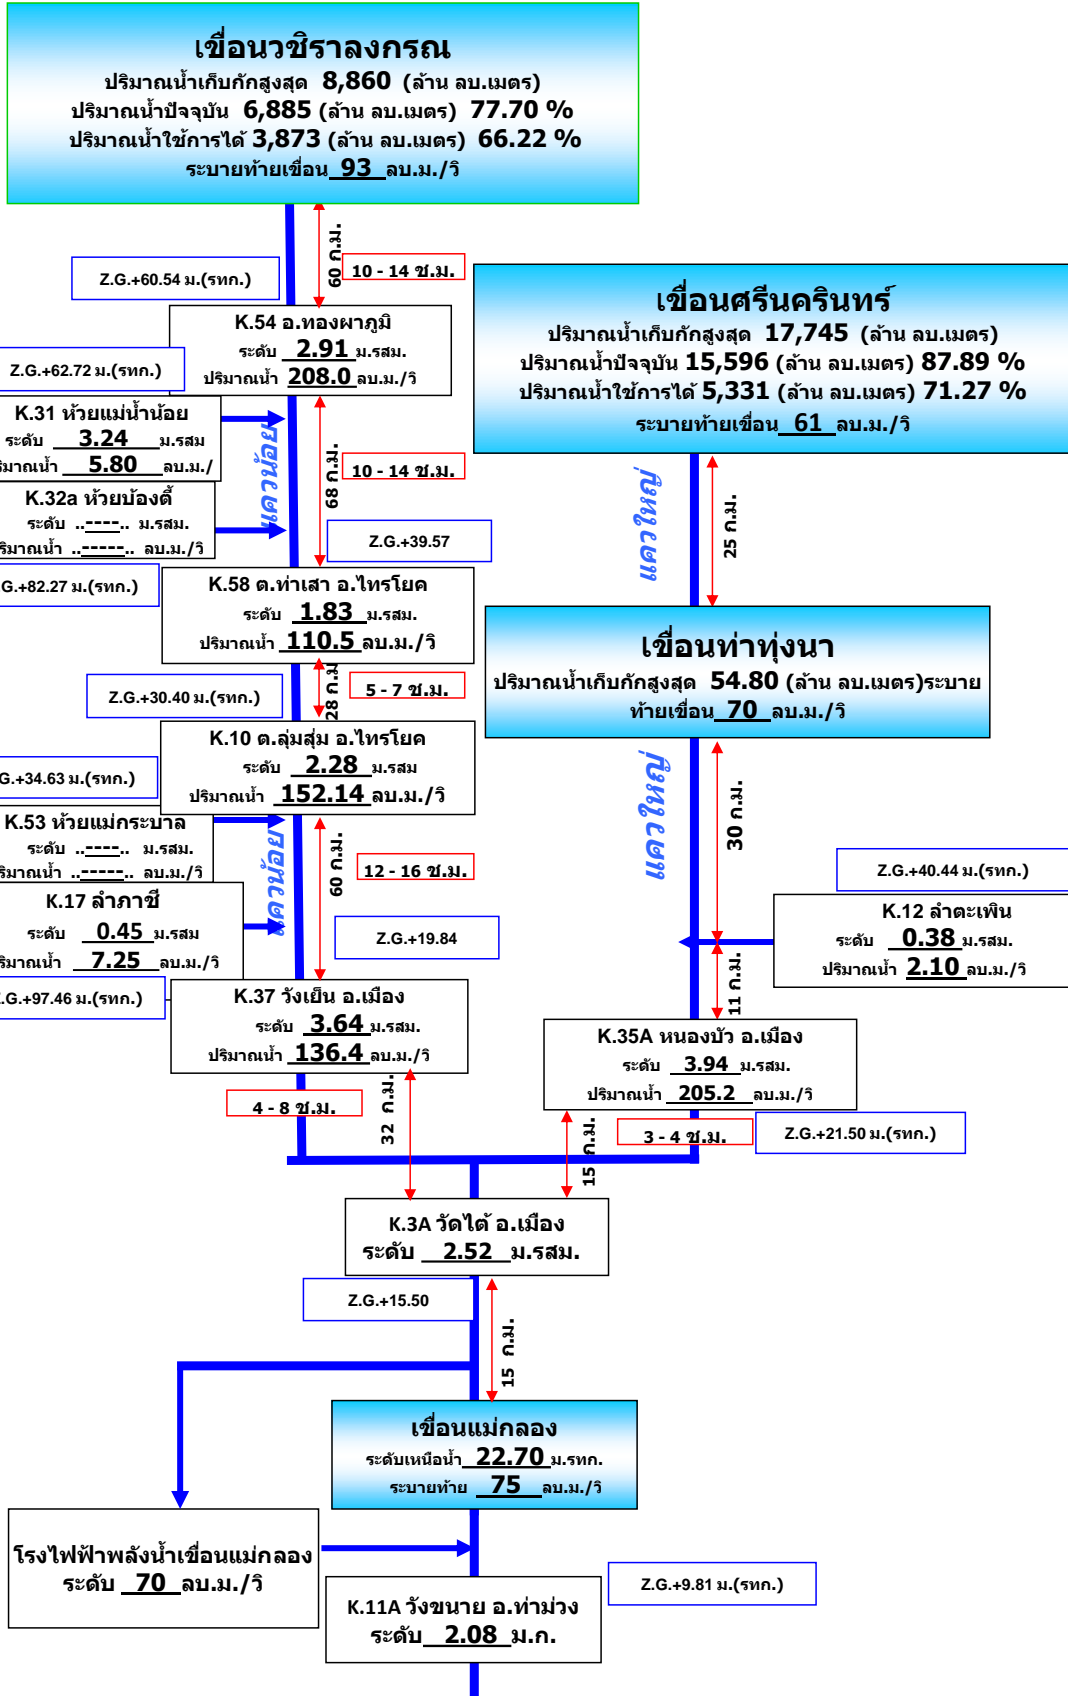 เขื่อนวชิราลงกรณ
ปริมาณน้ำเก็บกักสูงสุด 8,860 (ล้าน ลบ.เมตร)
ปริมาณน้ำปัจจุบัน 6,885 (ล้าน ลบ.เมตร) 77.70 %
ปริมาณน้ำใช้การได้ 3,873 (ล้าน ลบ.เมตร) 66.22 %
ระบายท้ายเขื่อน 93 ลบ.ม./วิ
60 ก.ม.
10 - 14 ช.ม.
Z.G.+60.54 ม.(รทก.)
เขื่อนศรีนครินทร์
ปริมาณน้ำเก็บกักสูงสุด 17,745 (ล้าน ลบ.เมตร)
ปริมาณน้ำปัจจุบัน 15,596 (ล้าน ลบ.เมตร) 87.89 %
ปริมาณน้ำใช้การได้ 5,331 (ล้าน ลบ.เมตร) 71.27 %
ระบายท้ายเขื่อน 61 ลบ.ม./วิ
K.54 อ.ทองผาภูมิ
ระดับ 2.91 ม.รสม.
ปริมาณน้ำ 208.0 ลบ.ม./วิ
Z.G.+62.72 ม.(รทก.)
K.31 ห้วยแม่น้ำน้อย
ระดับ 3.24 ม.รสม
ริมาณน้ำ 5.80 ลบ.ม./
แควน้อย
68 ก.ม.
10 - 14 ช.ม.
K.32a ห้วยบ้องตี้
ระดับ ..----.. ม.รสม.
ริมาณน้ำ ..-----.. ลบ.ม./วิ
แควใหญ่
25 ก.ม.
Z.G.+39.57
G.+82.27 ม.(รทก.)
K.58 ต.ท่าเสา อ.ไทรโยค
ระดับ 1.83 ม.รสม.
ปริมาณน้ำ 110.5 ลบ.ม./วิ
เขื่อนท่าทุ่งนา
ปริมาณน้ำเก็บกักสูงสุด 54.80 (ล้าน ลบ.เมตร)ระบาย
ท้ายเขื่อน 70 ลบ.ม./วิ
Z.G.+30.40 ม.(รทก.)
28 ก.ม
5 - 7 ช.ม.
K.10 ต.ลุ่มสุ่ม อ.ไทรโยค
ระดับ 2.28 ม.รสม
ปริมาณน้ำ 152.14 ลบ.ม./วิ
G.+34.63 ม.(รทก.)
K.53 ห้วยแม่กระบาล
ระดับ ..----.. ม.รสม.
ริมาณน้ำ ..-----.. ลบ.ม./วิ
แควน้อย
60 ก.ม.
12 - 16 ช.ม.
แควใหญ่
30 ก.ม.
Z.G.+40.44 ม.(รทก.)
K.17 ลำภาชี
ระดับ 0.45 ม.รสม
ริมาณน้ำ 7.25 ลบ.ม./วิ
Z.G.+19.84
K.12 ลำตะเพิน
ระดับ 0.38 ม.รสม.
ปริมาณน้ำ 2.10 ลบ.ม./วิ
.G.+97.46 ม.(รทก.)
K.37 วังเย็น อ.เมือง
ระดับ 3.64 ม.รสม.
ปริมาณน้ำ 136.4 ลบ.ม./วิ
11 ก.ม.
K.35A หนองบัว อ.เมือง
ระดับ 3.94 ม.รสม.
ปริมาณน้ำ 205.2 ลบ.ม./วิ
4 - 8 ช.ม.
32 ก.ม.
15 ก.ม.
3 - 4 ช.ม.
Z.G.+21.50 ม.(รทก.)
K.3A วัดไต้ อ.เมือง
ระดับ 2.52 ม.รสม.
Z.G.+15.50
15 ก.ม.
เขื่อนแม่กลอง
ระดับเหนือน้ำ 22.70 ม.รทก.
ระบายท้าย 75 ลบ.ม./วิ
โรงไฟฟ้าพลังน้ำเขื่อนแม่กลอง
ระดับ 70 ลบ.ม./วิ
Z.G.+9.81 ม.(รทก.)
K.11A วังขนาย อ.ท่าม่วง
ระดับ 2.08 ม.ก.